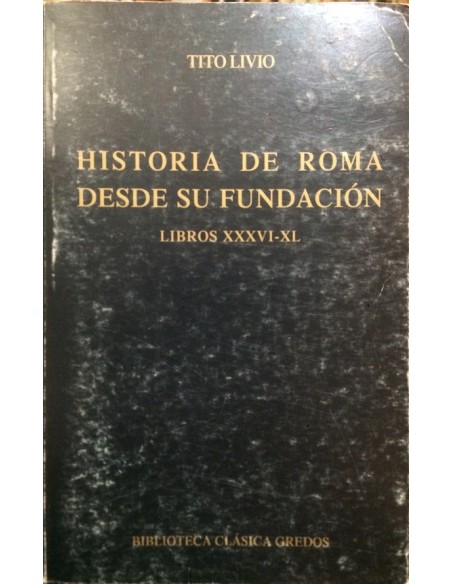 TITO LIVIO
HISTORIA DE ROMA
DESDE SU FUNDACIÓN
LIBROS XXXVI-XL
BIBLIOTECA CLÁSICA GREDOS